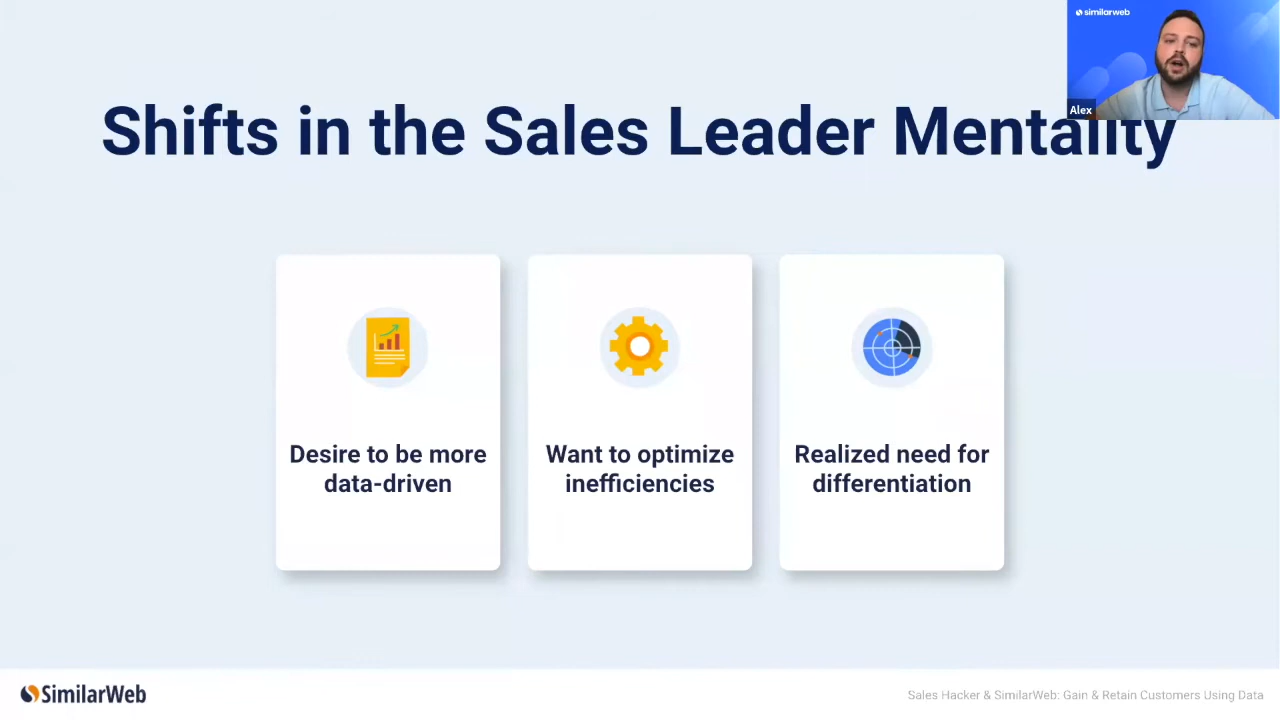 similarweb
Alex
Shifts in the Sales Leader Mentality
Desire to be more
data-driven
Want to optimize
inefficiencies
Realized need for
differentiation
SimilarWeb
Sales Hacker & SimilarWeb: Gain & Retain Customers Using Data